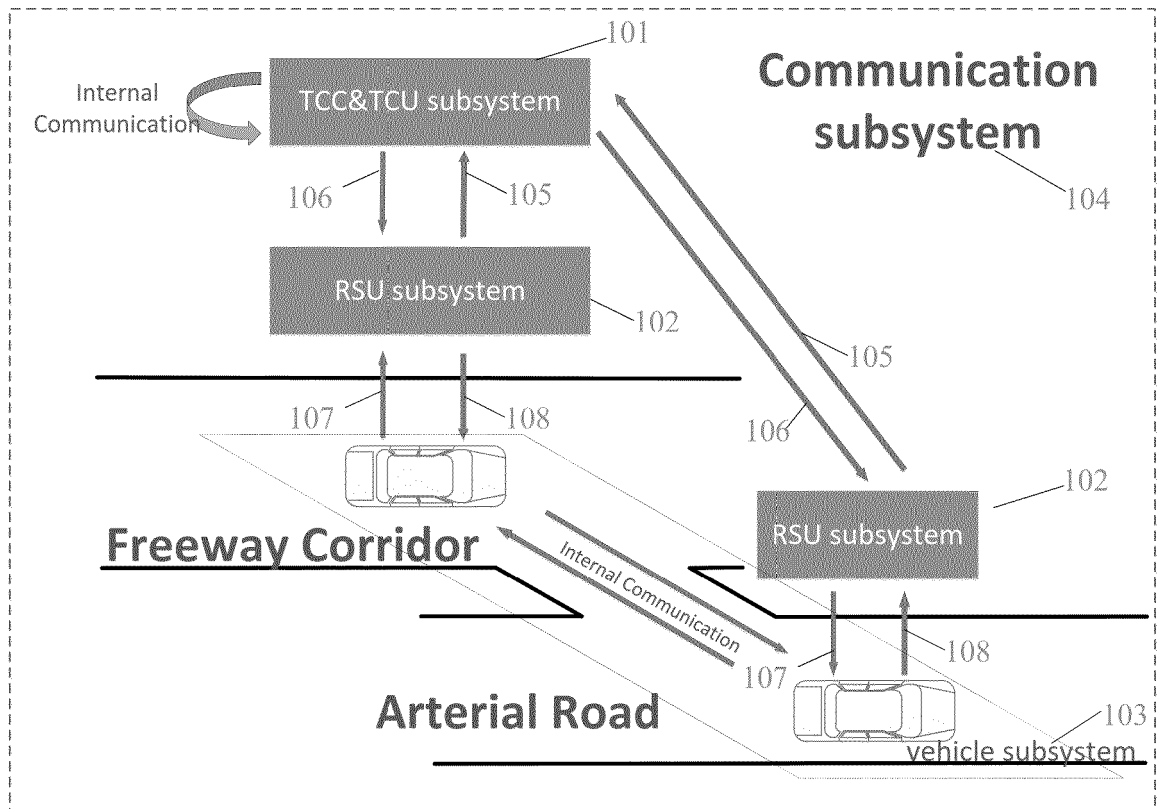 101
Communication
subsystem
104
Internal
Communication
TCC&TCU subsystem
106
105
RSU subsystem
102
105
106
107
108
102
RSU subsystem
Freeway Corridor
Internal Communication
107
108
Arterial Road
103
vehicle subsystem